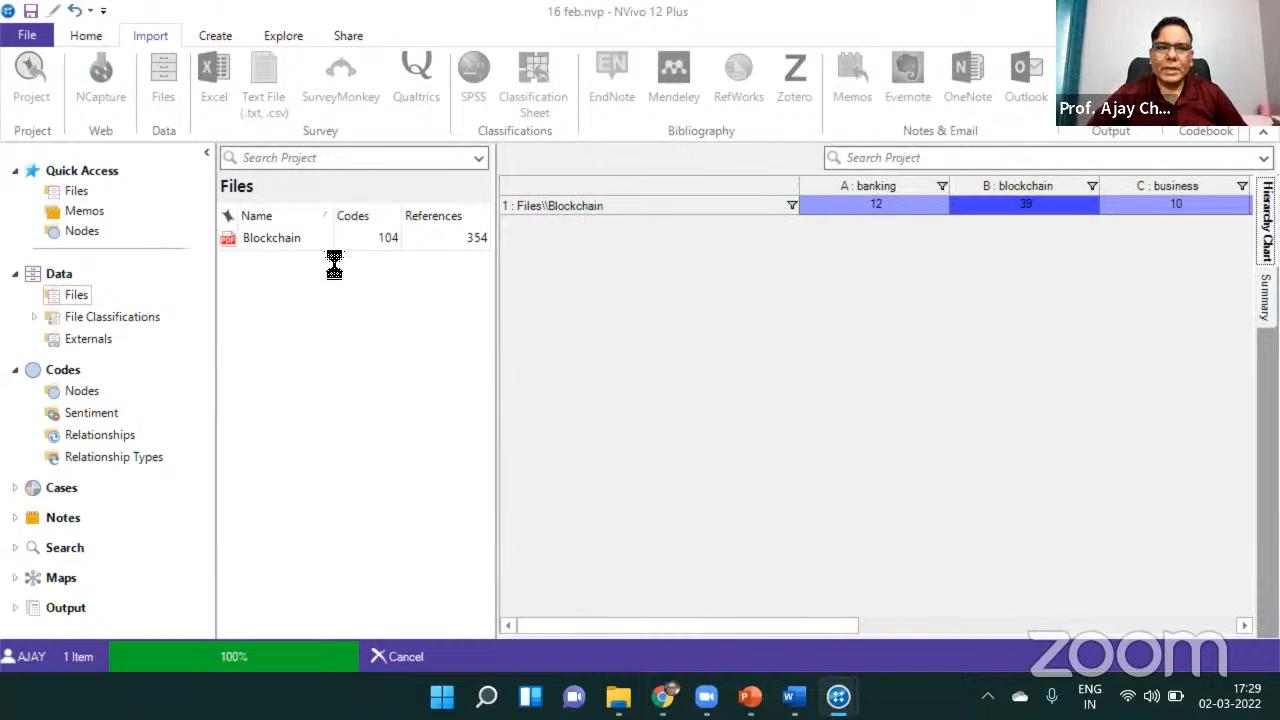 16 feb.nvp - NVivo 12 Plus
File Home Import Create Explore Share
Project NCapture Files Excel Text File (.txt, .csv) SurveyMonkey Qualtrics SPSS Classification Sheet EndNote Mendeley RefWorks Zotero Memos Evernote OneNote Outlook
Project Web Data Survey Classifications Bibliography Notes & Email Output Codebook
Prof. Ajay Ch...
Quick Access
Files
Memos
Nodes
Data
Files
File Classifications
Externals
Codes
Nodes
Sentiment
Relationships
Relationship Types
Cases
Notes
Search
Maps
Output
Search Project
Files
Name Codes References
PDF Blockchain 104 354
Search Project
A : banking B : blockchain C : business
1 : Files\\Blockchain 12 39 10
Hierarchy Chart
Summary
AJAY 1 Item 100% Cancel
zoom
ENG
IN
17:29
02-03-2022